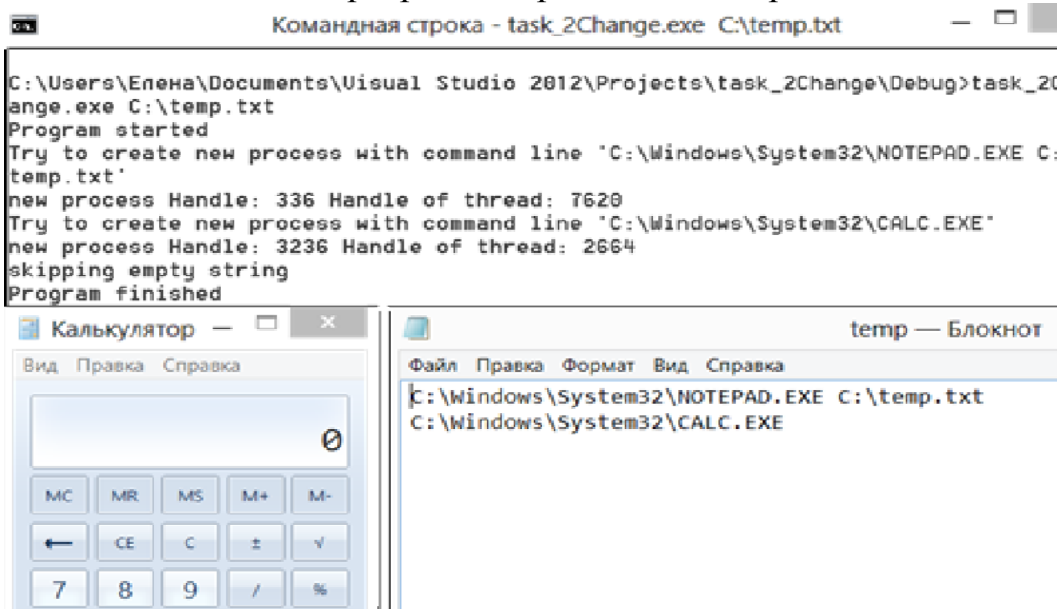 Командная строка - task_2Change.exe C:\temp.txt
C:\Users\Елена\Documents\Visual Studio 2012\Projects\task_2Change\Debug>task_2C
ange.exe C:\temp.txt
Program started
Try to create new process with command line "C:\Windows\System32\NOTEPAD.EXE C:
temp.txt"
new process Handle: 336 Handle of thread: 7620
Try to create new process with command line "C:\Windows\System32\CALC.EXE"
new process Handle: 3236 Handle of thread: 2664
skipping empty string
Program finished
Калькулятор
Вид Правка Справка
0
MC MR MS M+ M-
← CE C ± √
7 8 9 / %
temp — Блокнот
Файл Правка Формат Вид Справка
C:\Windows\System32\NOTEPAD.EXE C:\temp.txt
C:\Windows\System32\CALC.EXE